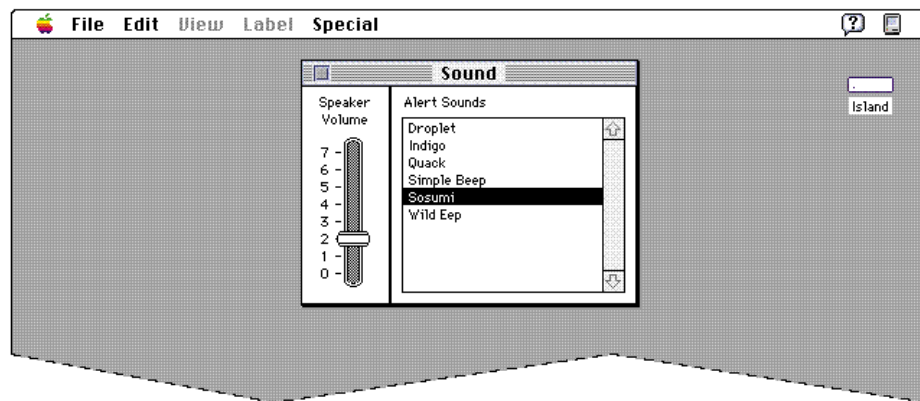 File Edit View Label Special
Sound
Speaker
Volume
7
6
5
4
3
2
1
0
Alert Sounds
Droplet
Indigo
Quack
Simple Beep
Sosumi
Wild Eep
Island